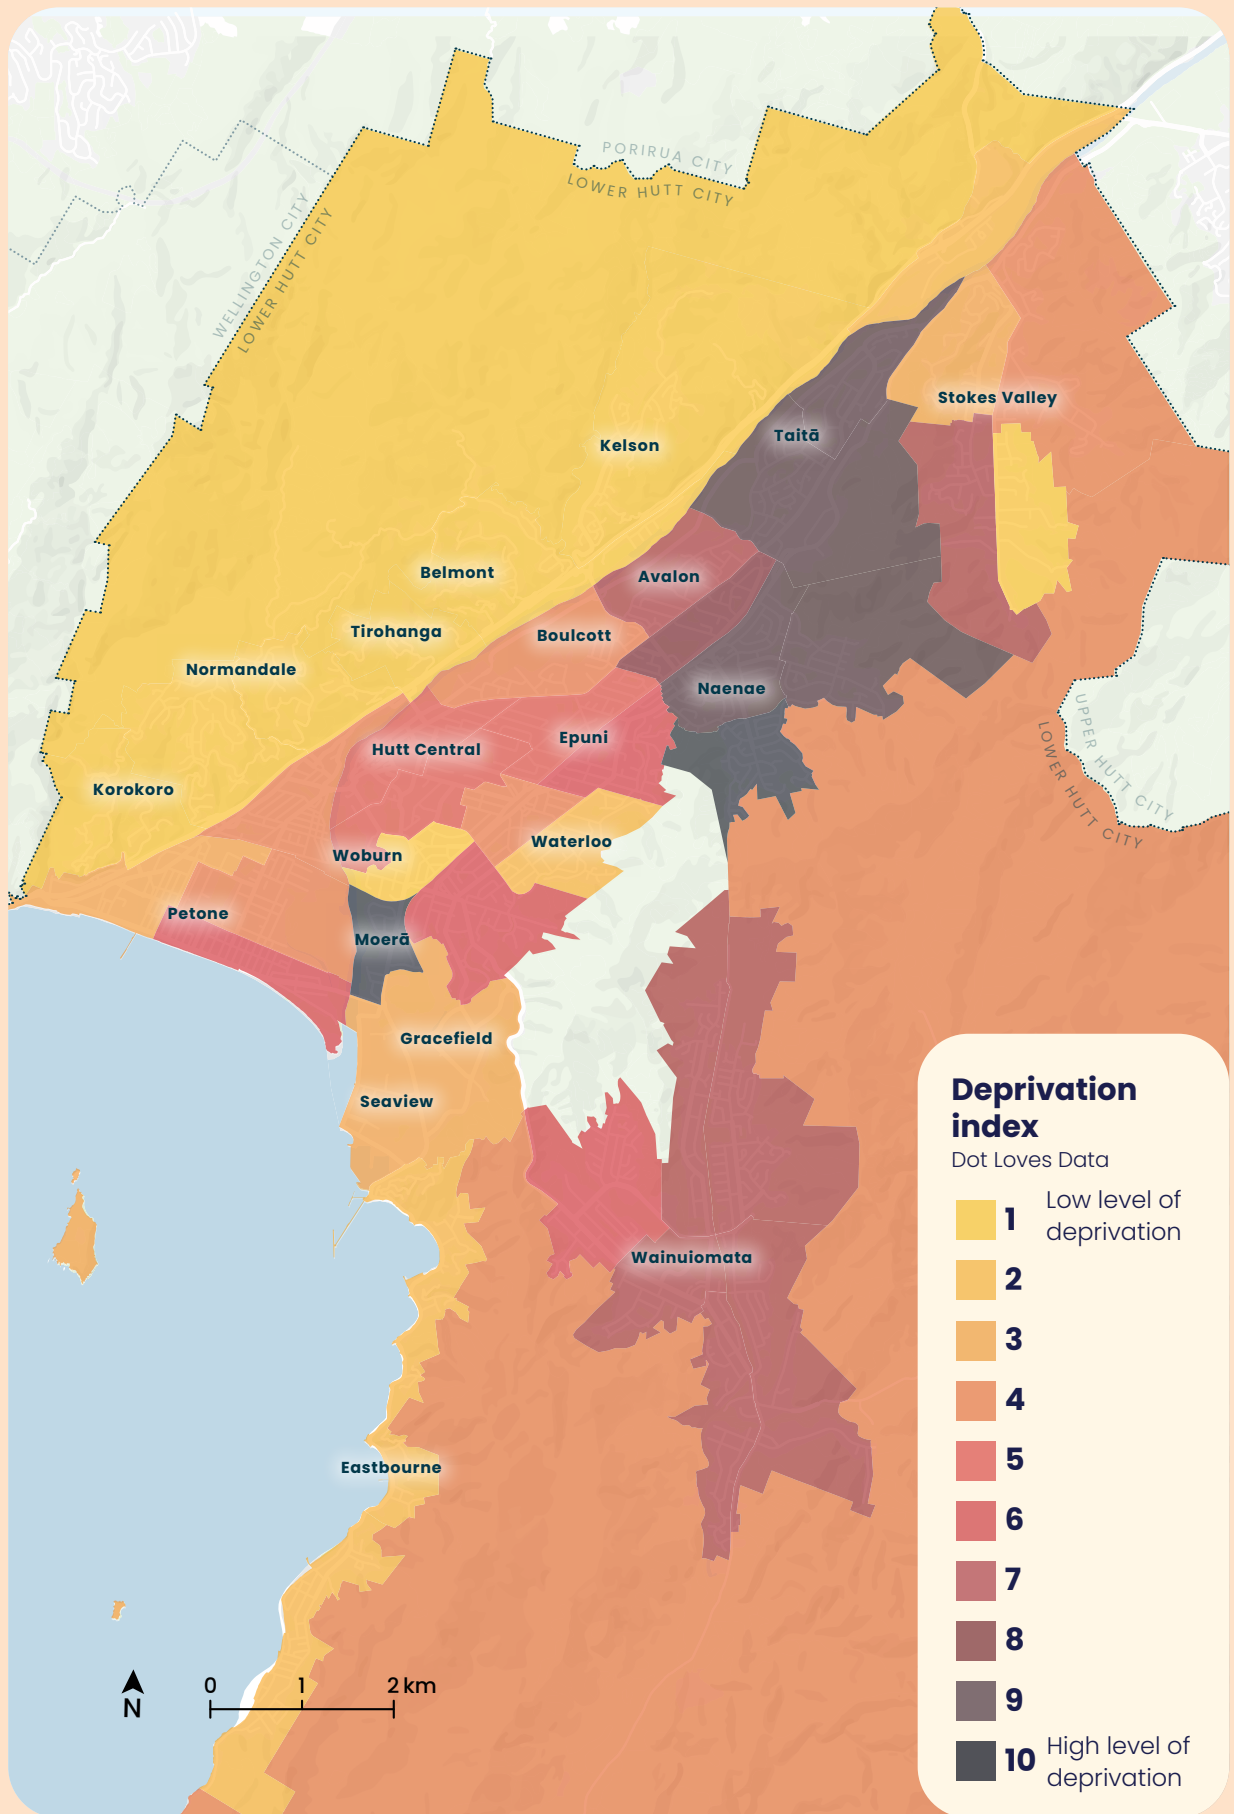 PORIRUA CITY
LOWER HUTT CITY
WELLINGTON CITY
LOWER HUTT CITY
Stokes Valley
Taitā
Kelson
Belmont
Avalon
Tirohanga
Boulcott
Normandale
Naenae
UPPER HUTT CITY
LOWER HUTT CITY
Hutt Central
Epuni
Korokoro
Waterloo
Woburn
Petone
Moerā
Gracefield
Seaview
Wainuiomata
Eastbourne
Deprivation
index
Dot Loves Data
1 Low level of
deprivation
2
3
4
5
6
7
8
9
10 High level of
deprivation
0 1 2 km
N